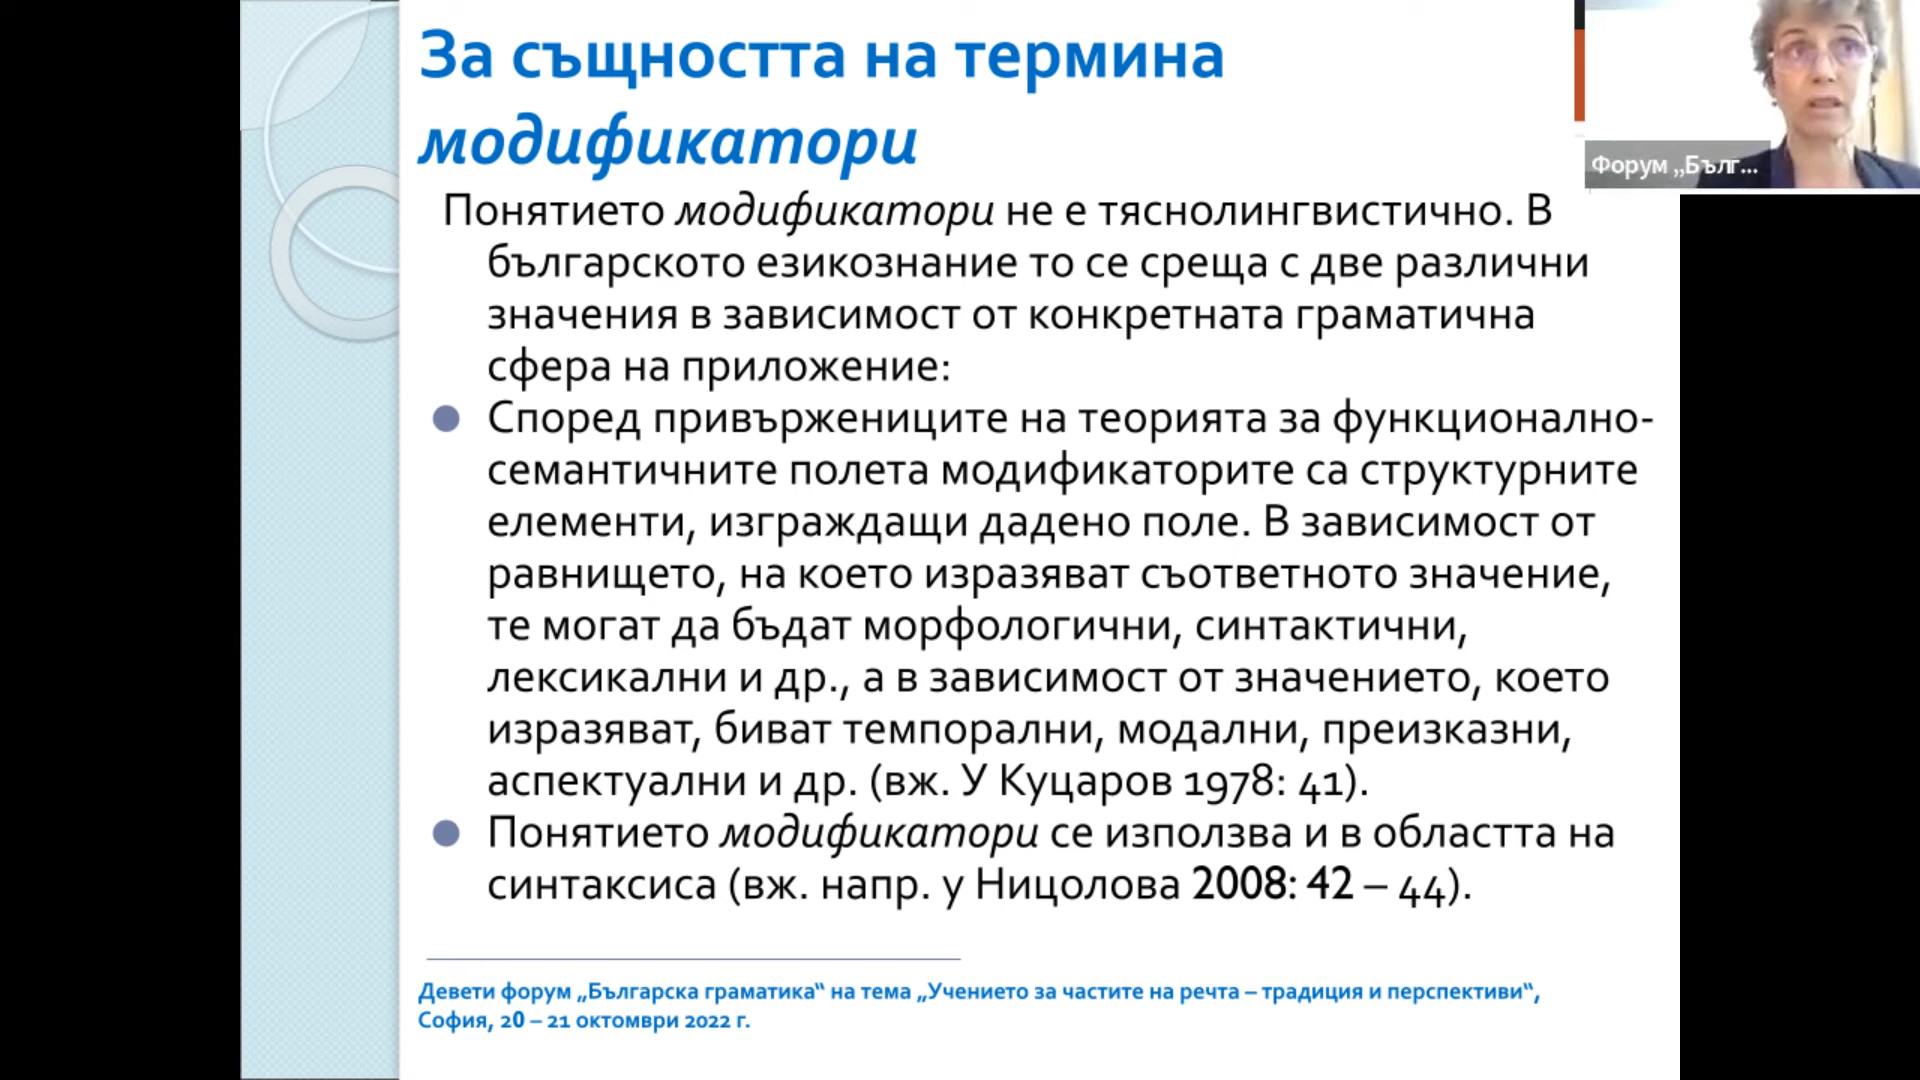 За същността на термина
модификатори
Понятието модификатори не е тяснолингвистично. В
българското езикознание то се среща с две различни
значения в зависимост от конкретната граматична
сфера на приложение:
Според привържениците на теорията за функционално-
семантичните полета модификаторите са структурните
елементи, изграждащи дадено поле. В зависимост от
равнището, на което изразяват съответното значение,
те могат да бъдат морфологични, синтактични,
лексикални и др., а в зависимост от значението, което
изразяват, биват темпорални, модални, преизказни,
аспектуални и др. (вж. У Куцаров 1978: 41).
Понятието модификатори се използва и в областта на
синтаксиса (вж. напр. у Ницолова 2008: 42 – 44).
Девети форум „Българска граматика“ на тема „Учението за частите на речта – традиция и перспективи“,
София, 20 – 21 октомври 2022 г.
Форум „Бълг...